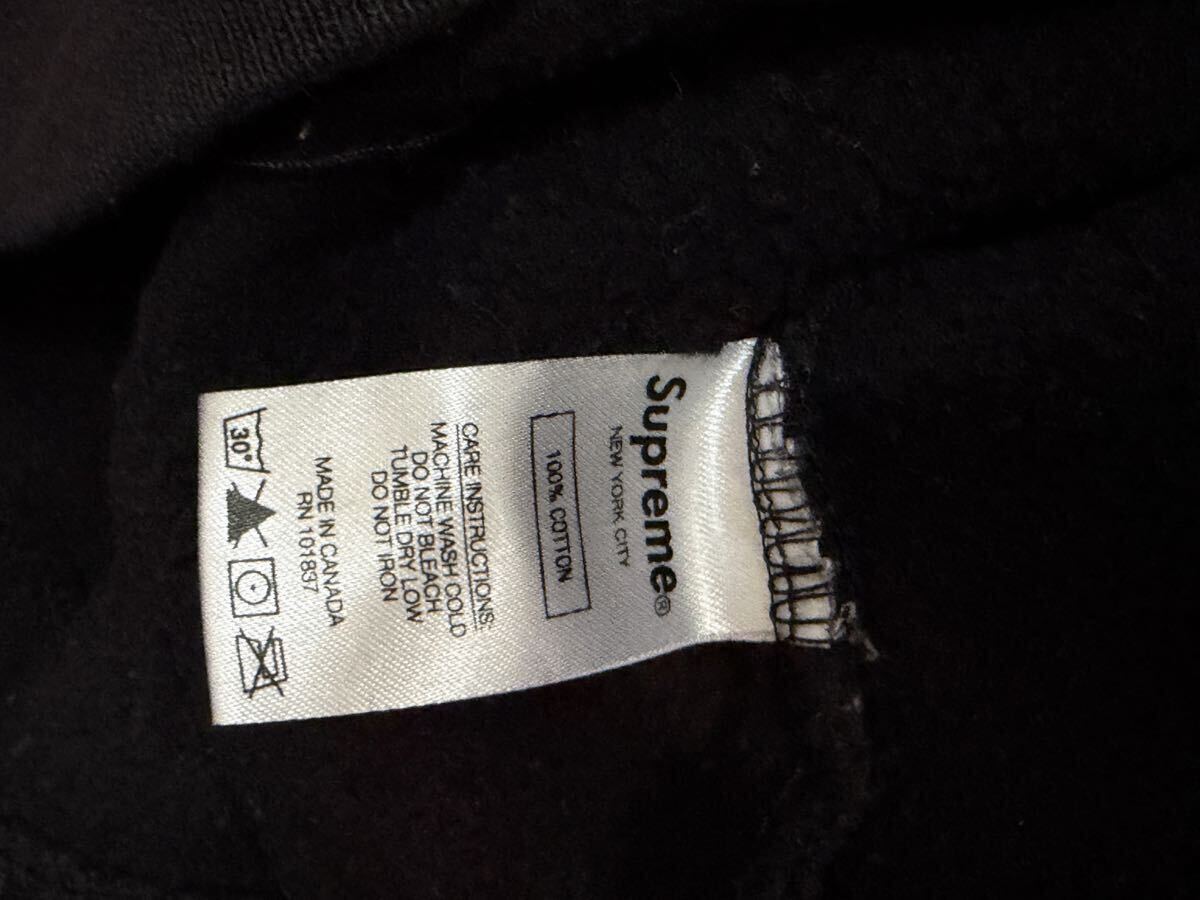 Supreme®
NEW YORK CITY
100% COTTON
CARE INSTRUCTIONS:
MACHINE WASH COLD
DO NOT BLEACH
TUMBLE DRY LOW
DO NOT IRON
MADE IN CANADA
RN 101837
30°